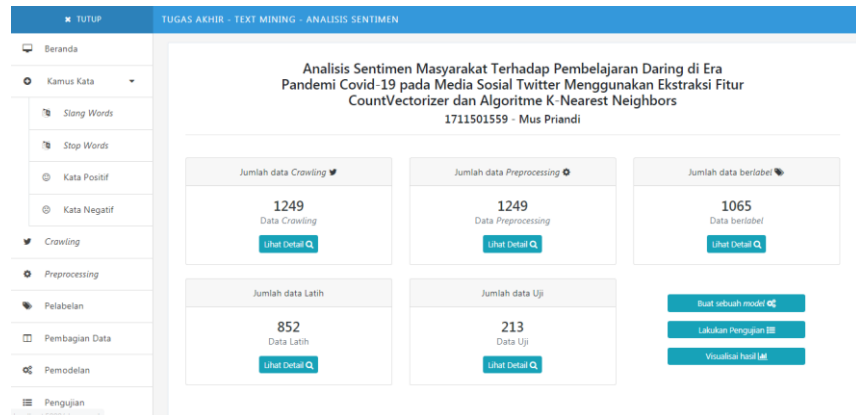 ✖ TUTUP
TUGAS AKHIR - TEXT MINING - ANALISIS SENTIMEN
Beranda
Kamus Kata
Slang Words
Stop Words
Kata Positif
Kata Negatif
Crawling
Preprocessing
Pelabelan
Pembagian Data
Pemodelan
Pengujian
Analisis Sentimen Masyarakat Terhadap Pembelajaran Daring di Era
Pandemi Covid-19 pada Media Sosial Twitter Menggunakan Ekstraksi Fitur
CountVectorizer dan Algoritme K-Nearest Neighbors
1711501559 - Mus Priandi
Jumlah data Crawling
1249
Data Crawling
Lihat Detail
Jumlah data Preprocessing
1249
Data Preprocessing
Lihat Detail
Jumlah data berlabel
1065
Data berlabel
Lihat Detail
Jumlah data Latih
852
Data Latih
Lihat Detail
Jumlah data Uji
213
Data Uji
Lihat Detail
Buat sebuah model
Lakukan Pengujian
Visualisai hasil